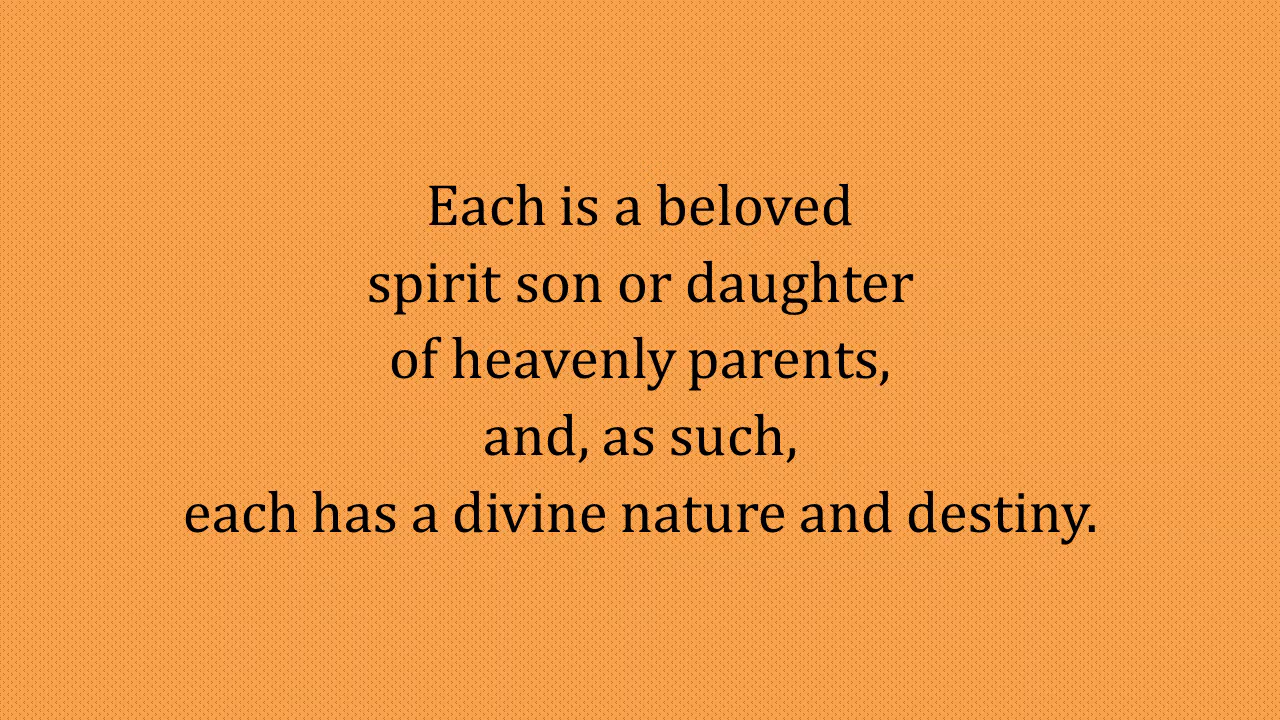 Each is a beloved
spirit son or daughter
of heavenly parents,
and, as such,
each has a divine nature and destiny.